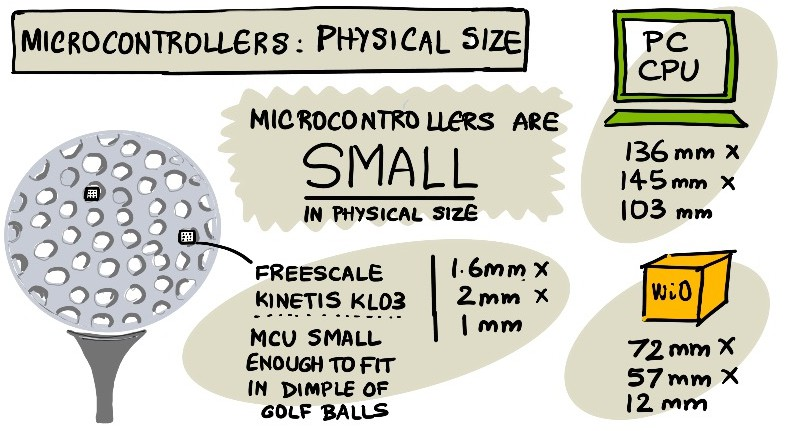 MICROCONTROLLERS: PHYSICAL SIZE
MICROCONTROLLERS ARE
SMALL
IN PHYSICAL SIZE
FREESCALE
KINETIS KL03
MCU SMALL
ENOUGH TO FIT
IN DIMPLE OF
GOLF BALLS
1.6mm x
2mm x
1 mm
PC
CPU
136 mm x
145 mm x
103 mm
WiO
72 mm x
57 mm x
12 mm